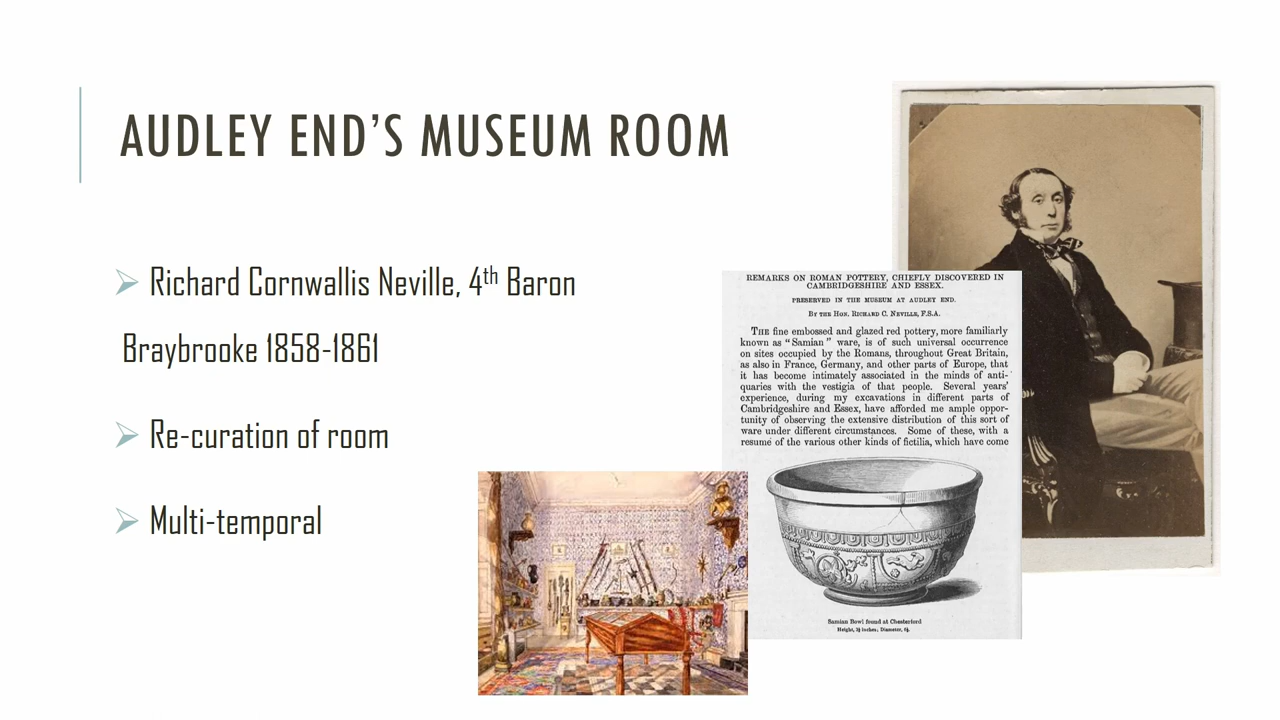 AUDLEY END’S MUSEUM ROOM
Richard Cornwallis Neville, 4th Baron
Braybrooke 1858-1861
Re-curation of room
Multi-temporal
REMARKS ON ROMAN POTTERY, CHIEFLY DISCOVERED IN
CAMBRIDGESHIRE AND ESSEX.
PRESERVED IN THE MUSEUM AT AUDLEY END.
By the Hon. Richard C. Neville, F.S.A.
The fine embossed and glazed red pottery, more familiarly
known as “Samian” ware, is of such universal occurrence
on sites occupied by the Romans, throughout Great Britain,
as also in France, Germany, and other parts of Europe, that
it has become intimately associated in the minds of anti-
quaries with the vestigia of that people. Several years’
experience, during my excavations in different parts of
Cambridgeshire and Essex, have afforded me ample oppor-
tunity of observing the extensive distribution of this sort of
ware under different circumstances. Some of these, with a
resumé of the various other kinds of fictilia, which have come
Samian Bowl found at Chesterford
Height, 3½ inches; Diameter,